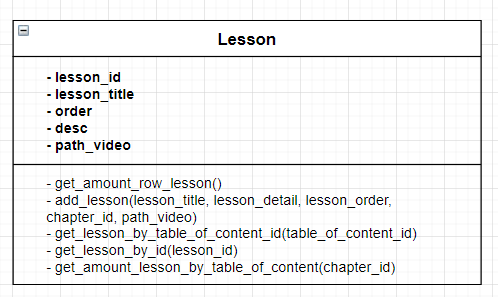 Lesson
- lesson_id
- lesson_title
- order
- desc
- path_video
- get_amount_row_lesson()
- add_lesson(lesson_title, lesson_detail, lesson_order,
chapter_id, path_video)
- get_lesson_by_table_of_content_id(table_of_content_id)
- get_lesson_by_id(lesson_id)
- get_amount_lesson_by_table_of_content(chapter_id)